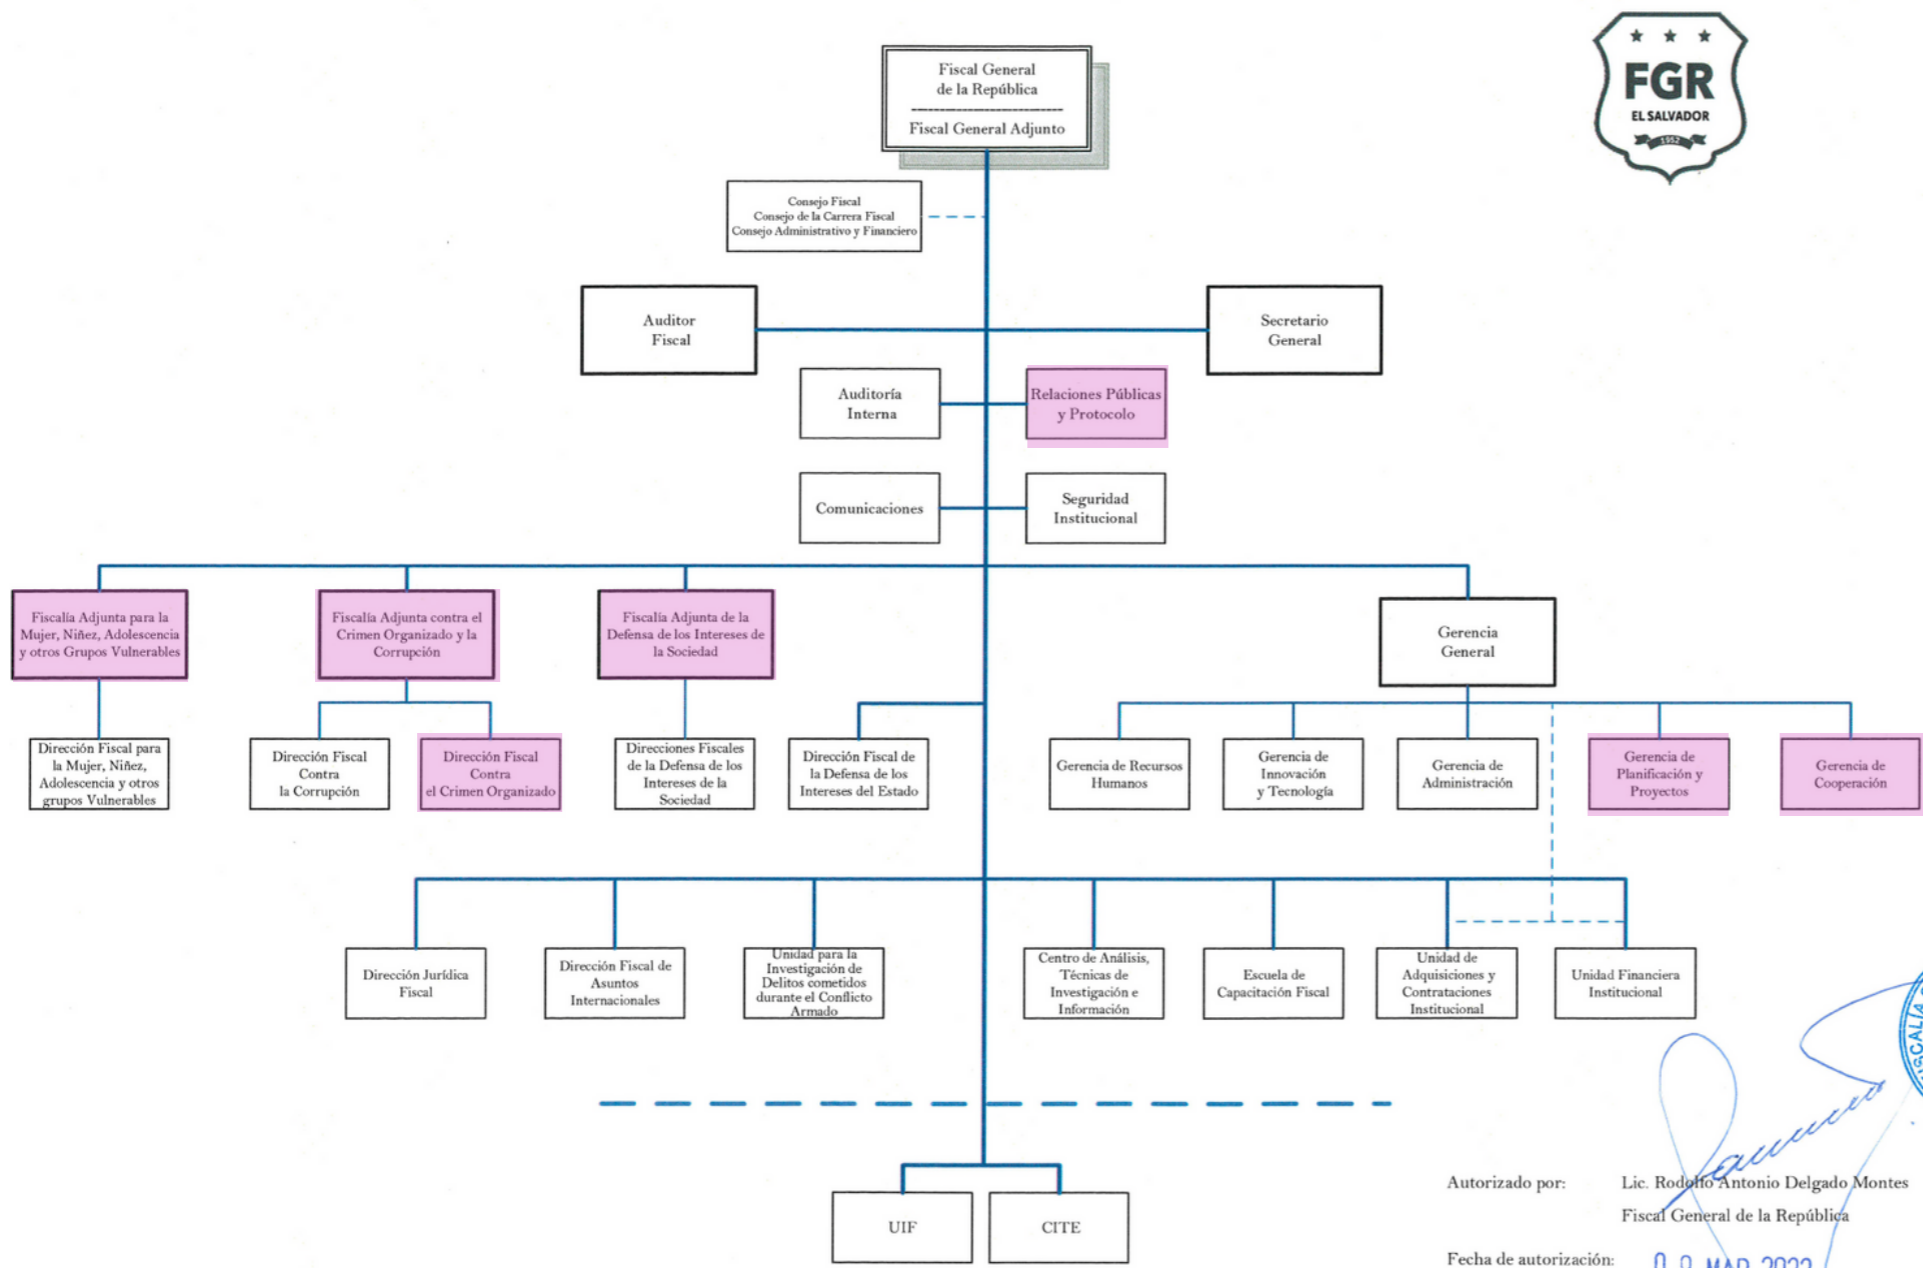 FGR
EL SALVADOR
1952
Fiscal General
de la República
Fiscal General Adjunto
Consejo Fiscal
Consejo de la Carrera Fiscal
Consejo Administrativo y Financiero
Auditor
Fiscal
Secretario
General
Auditoría
Interna
Relaciones Públicas
y Protocolo
Comunicaciones
Seguridad
Institucional
Fiscalía Adjunta para la
Mujer, Niñez, Adolescencia
y otros Grupos Vulnerables
Fiscalía Adjunta contra el
Crimen Organizado y la
Corrupción
Fiscalía Adjunta de la
Defensa de los Intereses de
la Sociedad
Gerencia
General
Dirección Fiscal para
la Mujer, Niñez,
Adolescencia y otros
grupos Vulnerables
Dirección Fiscal
Contra
la Corrupción
Dirección Fiscal
Contra
el Crimen Organizado
Direcciones Fiscales
de la Defensa de los
Intereses de la
Sociedad
Dirección Fiscal de
la Defensa de los
Intereses del Estado
Gerencia de Recursos
Humanos
Gerencia de
Innovación
y Tecnología
Gerencia de
Administración
Gerencia de
Planificación y
Proyectos
Gerencia de
Cooperación
Dirección Jurídica
Fiscal
Dirección Fiscal de
Asuntos
Internacionales
Unidad para la
Investigación de
Delitos cometidos
durante el Conflicto
Armado
Centro de Análisis,
Técnicas de
Investigación e
Información
Escuela de
Capacitación Fiscal
Unidad de
Adquisiciones y
Contrataciones
Institucional
Unidad Financiera
Institucional
UIF
CITE
Autorizado por: Lic. Rodolfo Antonio Delgado Montes
Fiscal General de la República
Fecha de autorización: